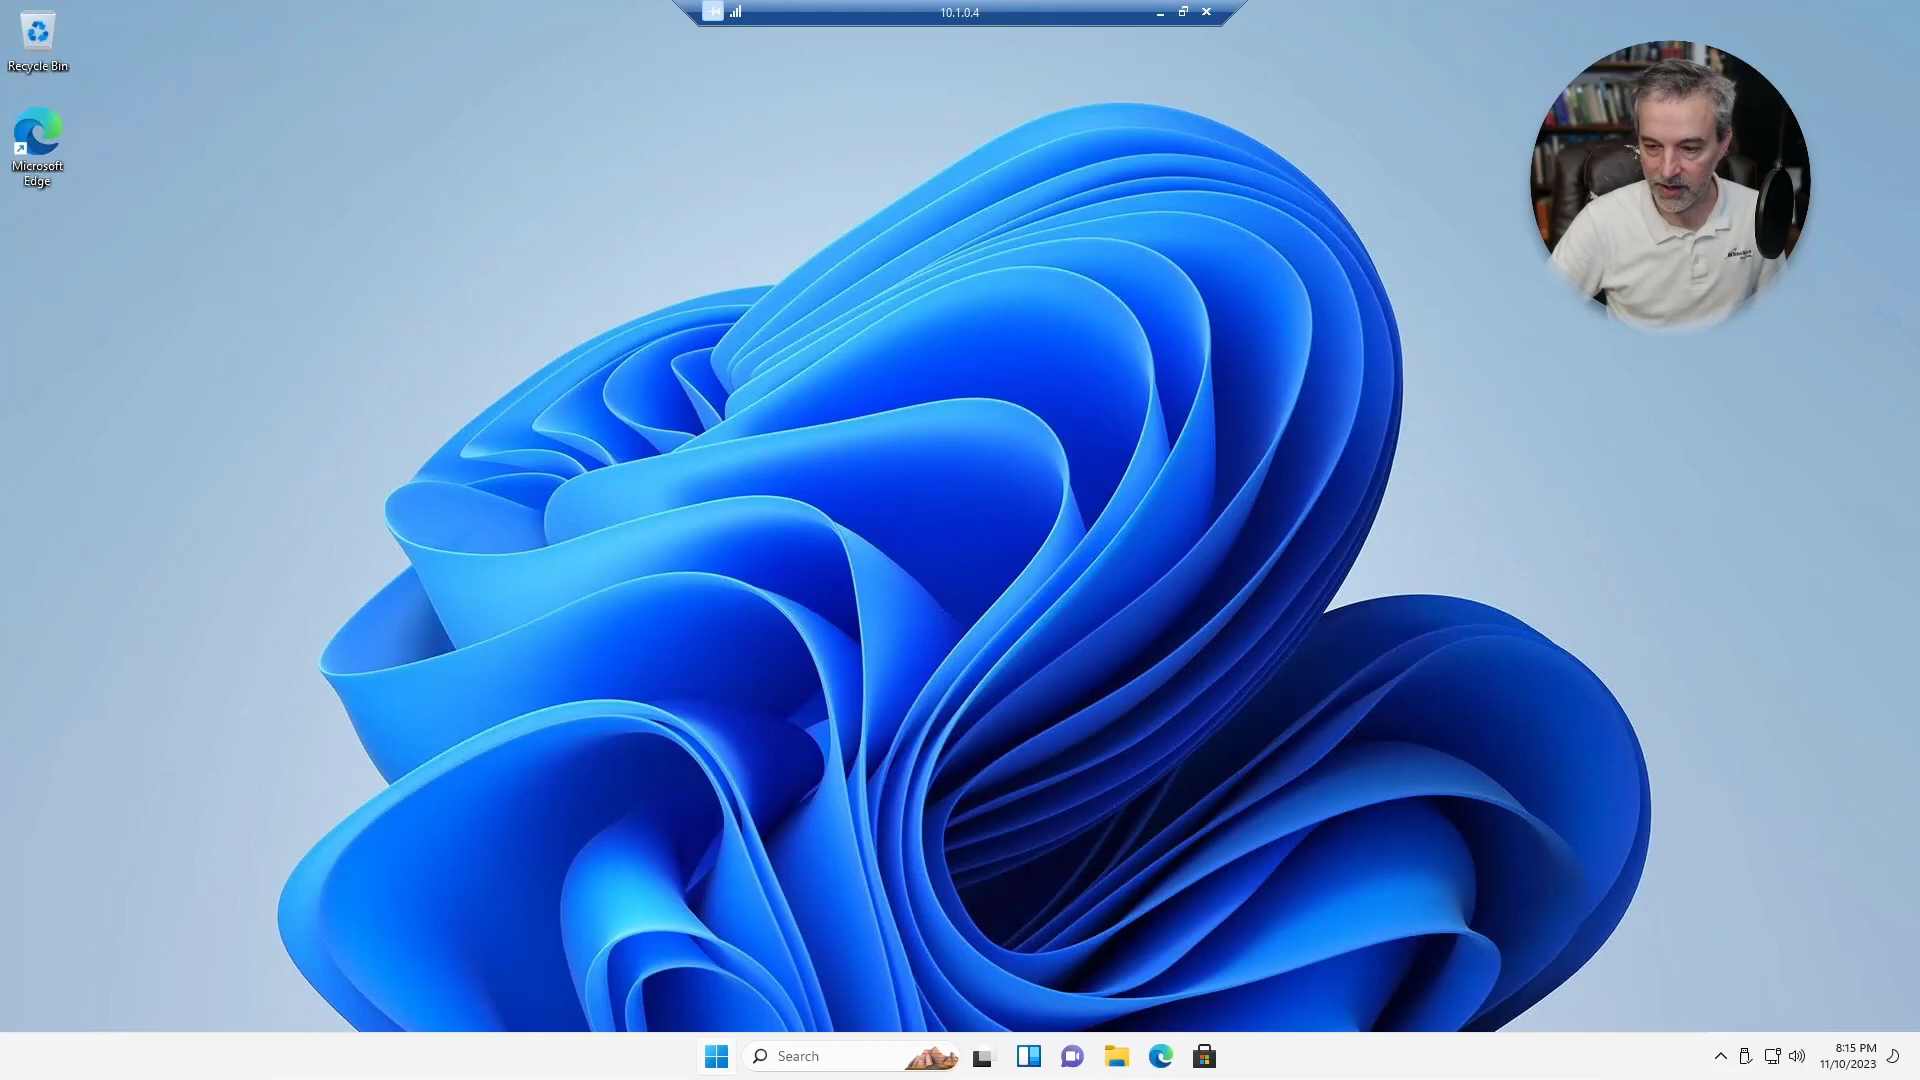 10.1.0.4
Recycle Bin
Microsoft
Edge
Search
8:15 PM
11/10/2023